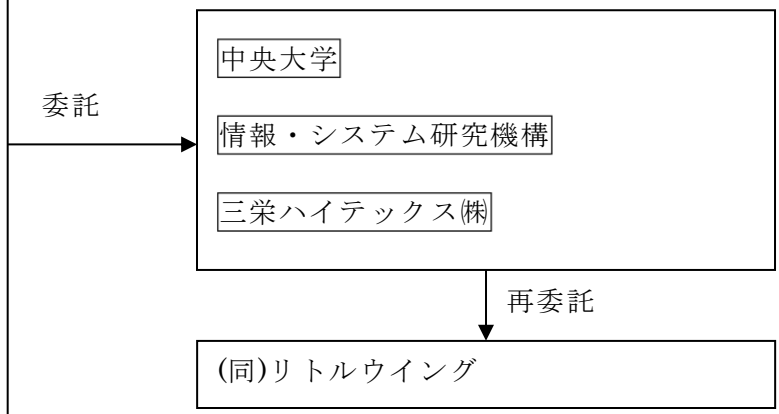 中央大学
委託
情報・システム研究機構
三栄ハイテックス㈱
再委託
(同)リトルウイング